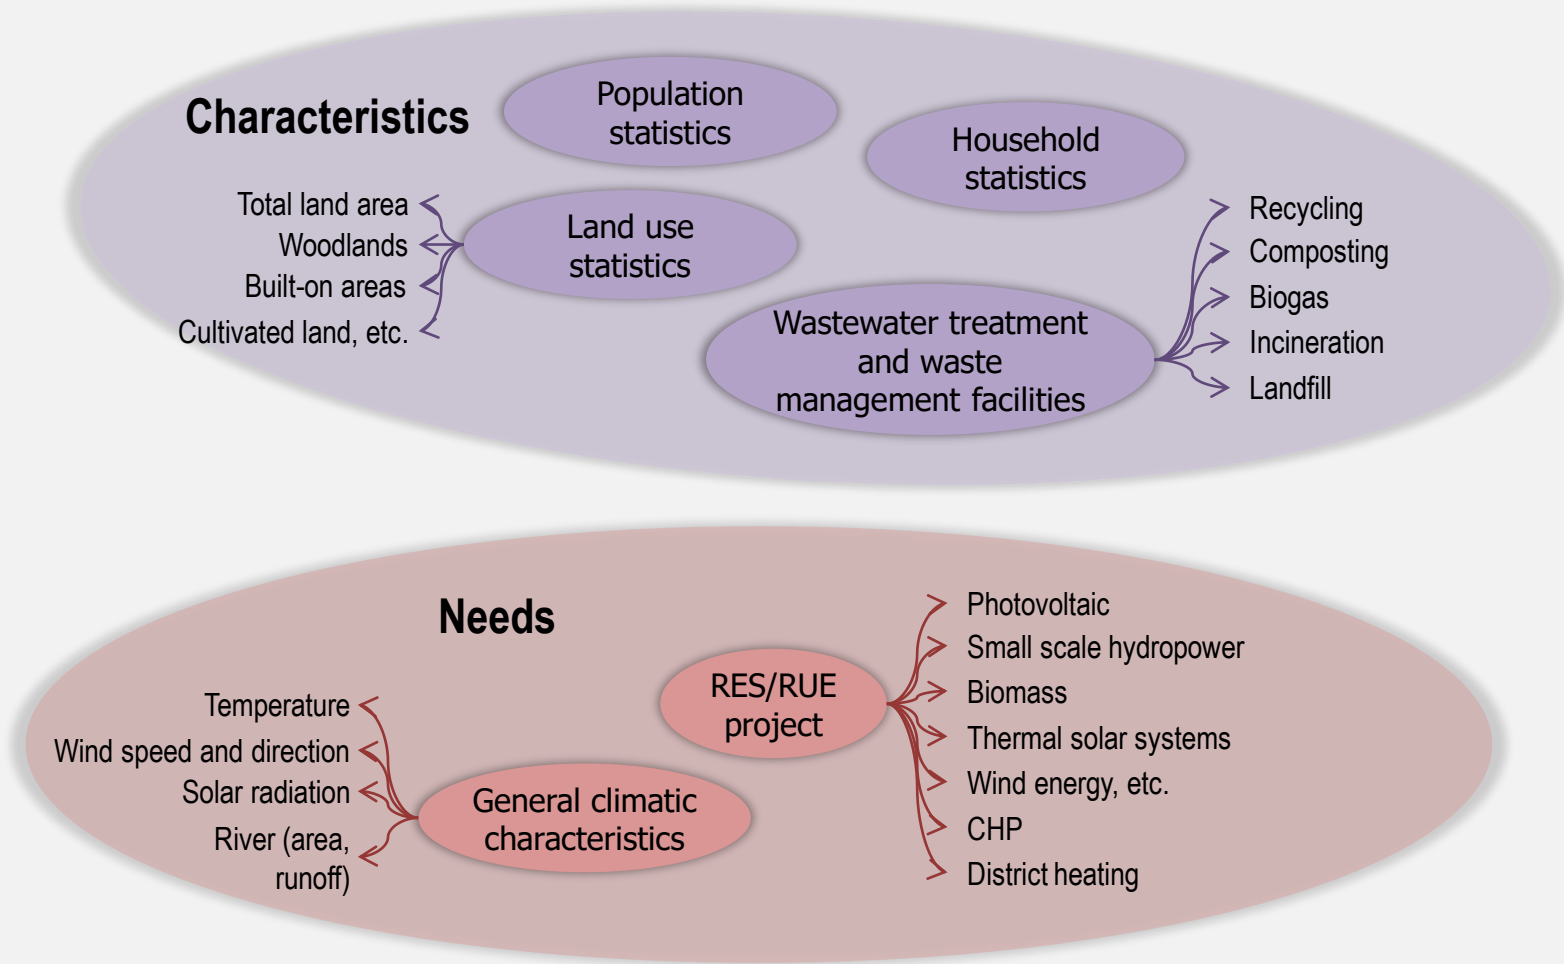 Characteristics
Population
statistics
Household
statistics
Land use
statistics
Total land area
Woodlands
Built-on areas
Cultivated land, etc.
Wastewater treatment
and waste
management facilities
Recycling
Composting
Biogas
Incineration
Landfill
Needs
RES/RUE
project
Photovoltaic
Small scale hydropower
Biomass
Thermal solar systems
Wind energy, etc.
CHP
District heating
General climatic
characteristics
Temperature
Wind speed and direction
Solar radiation
River (area,
runoff)